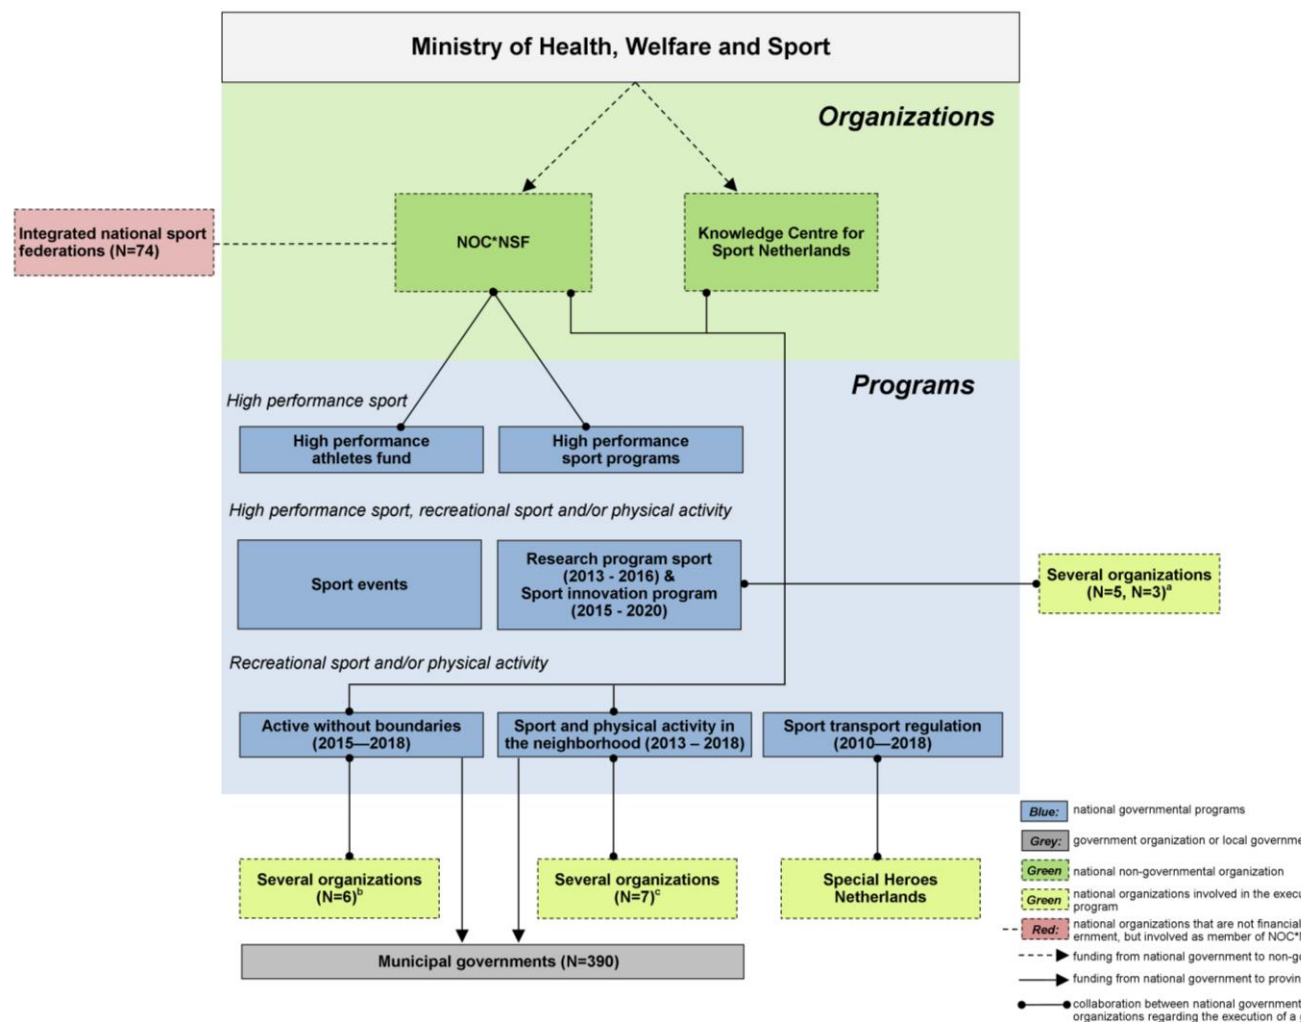 Ministry of Health, Welfare and Sport
Organizations
Integrated national sport
federations (N=74)
NOC*NSF
Knowledge Centre for
Sport Netherlands
Programs
High performance sport
High performance
athletes fund
High performance
sport programs
High performance sport, recreational sport and/or physical activity
Sport events
Research program sport
(2013 - 2016) &
Sport innovation program
(2015 - 2020)
Several organizations
(N=5, N=3)ᵃ
Recreational sport and/or physical activity
Active without boundaries
(2015—2018)
Sport and physical activity in
the neighborhood (2013 – 2018)
Sport transport regulation
(2010—2018)
Several organizations
(N=6)ᵇ
Several organizations
(N=7)ᶜ
Special Heroes
Netherlands
Municipal governments (N=390)
Blue: national governmental programs
Grey: government organization or local governme
Green national non-governmental organization
Green national organizations involved in the execu
program
Red: national organizations that are not financial
ernment, but involved as member of NOC*
funding from national government to non-go
funding from national government to provin
collaboration between national government
organizations regarding the execution of a